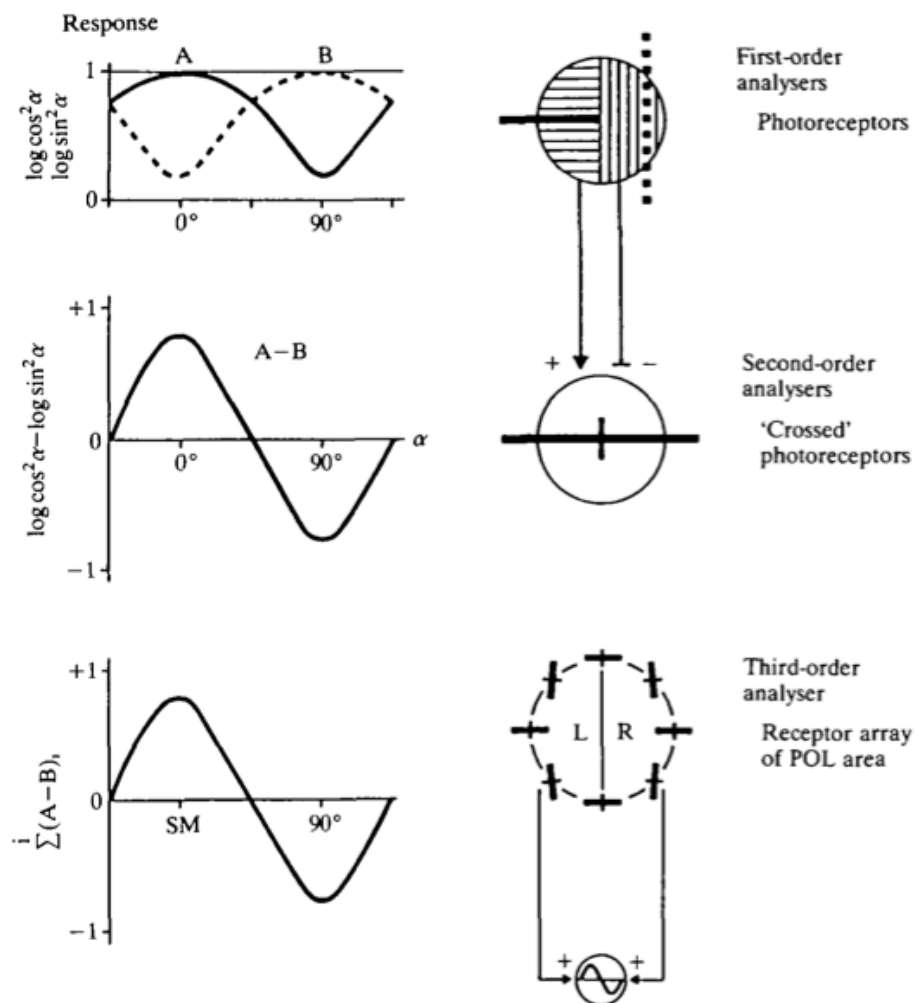 Response
A
B
1
log cos²α
log sin²α
0
0°
90°
First-order
analysers
Photoreceptors
+1
log cos²α−log sin²α
A−B
0
0°
90°
α
−1
+
−
Second-order
analysers
‘Crossed’
photoreceptors
+1
i
∑(A−B),
0
SM
90°
−1
L
R
+
+
Third-order
analyser
Receptor array
of POL area